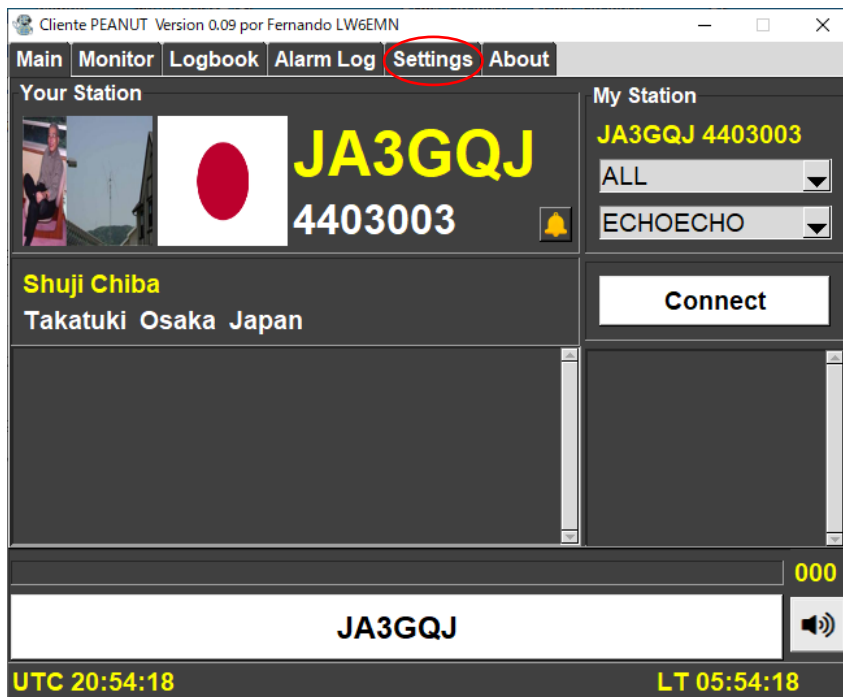 Cliente PEANUT Version 0.09 por Fernando LW6EMN
Main Monitor Logbook Alarm Log Settings About
Your Station
JA3GQJ
4403003
My Station
JA3GQJ 4403003
ALL
ECHOECHO
Shuji Chiba
Takatuki Osaka Japan
Connect
000
JA3GQJ
UTC 20:54:18
LT 05:54:18